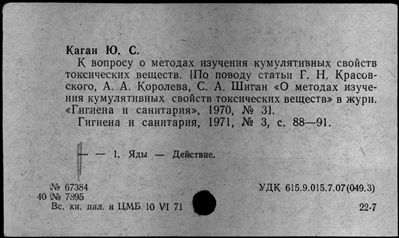 Каган Ю. С.
К вопросу о методах изучения кумулятивных свойств
токсических веществ. [По поводу статьи Г. Н. Красов-
ского, А. А. Королева, С. А. Шиган «О методах изуче-
ния кумулятивных свойств токсических веществ» в журн.
«Гигиена и санитария», 1970, № 3].
Гигиена и санитария, 1971, № 3, с. 88—91.
— 1. Яды — Действие.
№ 67384
УДК 615.9.015.7.07(049.3)
40 № 7895
Вс. кн. пал. и ЦМБ 10 VI 71
22-7